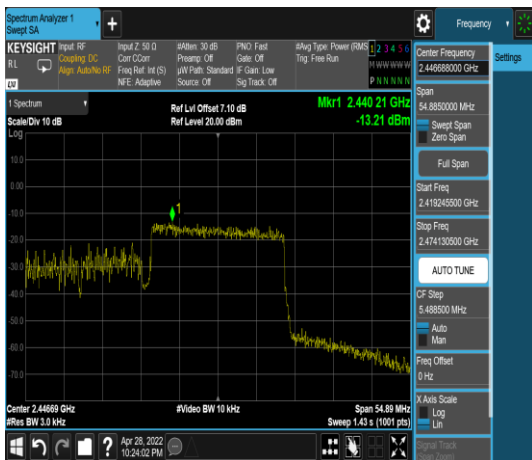 Spectrum Analyzer 1
Swept SA
+
Frequency
KEYSIGHT
RL
Input: RF
Coupling: DC
Align: Auto/No RF
Input Z: 50 Ω
Corr CCorr
Freq Ref: Int (S)
NFE: Adaptive
#Atten: 30 dB
Preamp: Off
µW Path: Standard
Source: Off
PNO: Fast
Gate: Off
IF Gain: Low
Sig Track: Off
#Avg Type: Power (RMS
Trig: Free Run
1 2 3 4 5 6
M W W W W W
P N N N N N
1 Spectrum
Scale/Div 10 dB
Ref Lvl Offset 7.10 dB
Ref Level 20.00 dBm
Mkr1 2.440 21 GHz
-13.21 dBm
Log
10.0
0.00
-10.0
-20.0
-30.0
-40.0
-50.0
-60.0
-70.0
1
Center 2.44669 GHz
#Res BW 3.0 kHz
#Video BW 10 kHz
Span 54.89 MHz
Sweep 1.43 s (1001 pts)
Apr 28, 2022
10:24:02 PM
?
Center Frequency
2.446688000 GHz
Span
54.8850000 MHz
Swept Span
Zero Span
Full Span
Start Freq
2.419245500 GHz
Stop Freq
2.474130500 GHz
AUTO TUNE
CF Step
5.488500 MHz
Auto
Man
Freq Offset
0 Hz
X Axis Scale
Log
Lin
Signal Track
(Span Zoom)
Settings